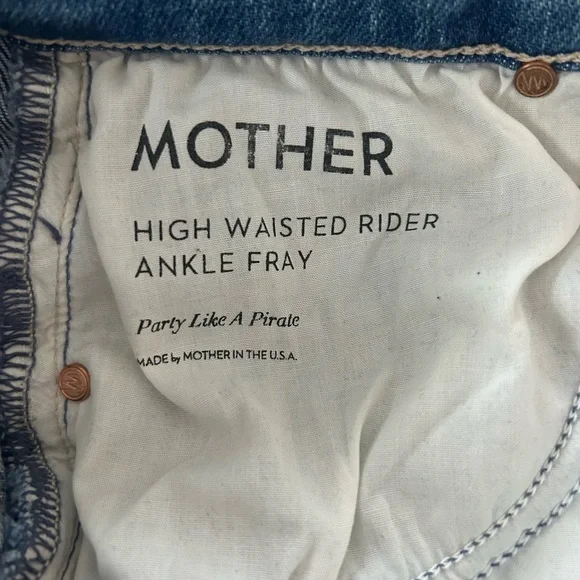 MOTHER
HIGH WAISTED RIDER
ANKLE FRAY
Party Like A Pirate
MADE by MOTHER IN THE U.S.A.